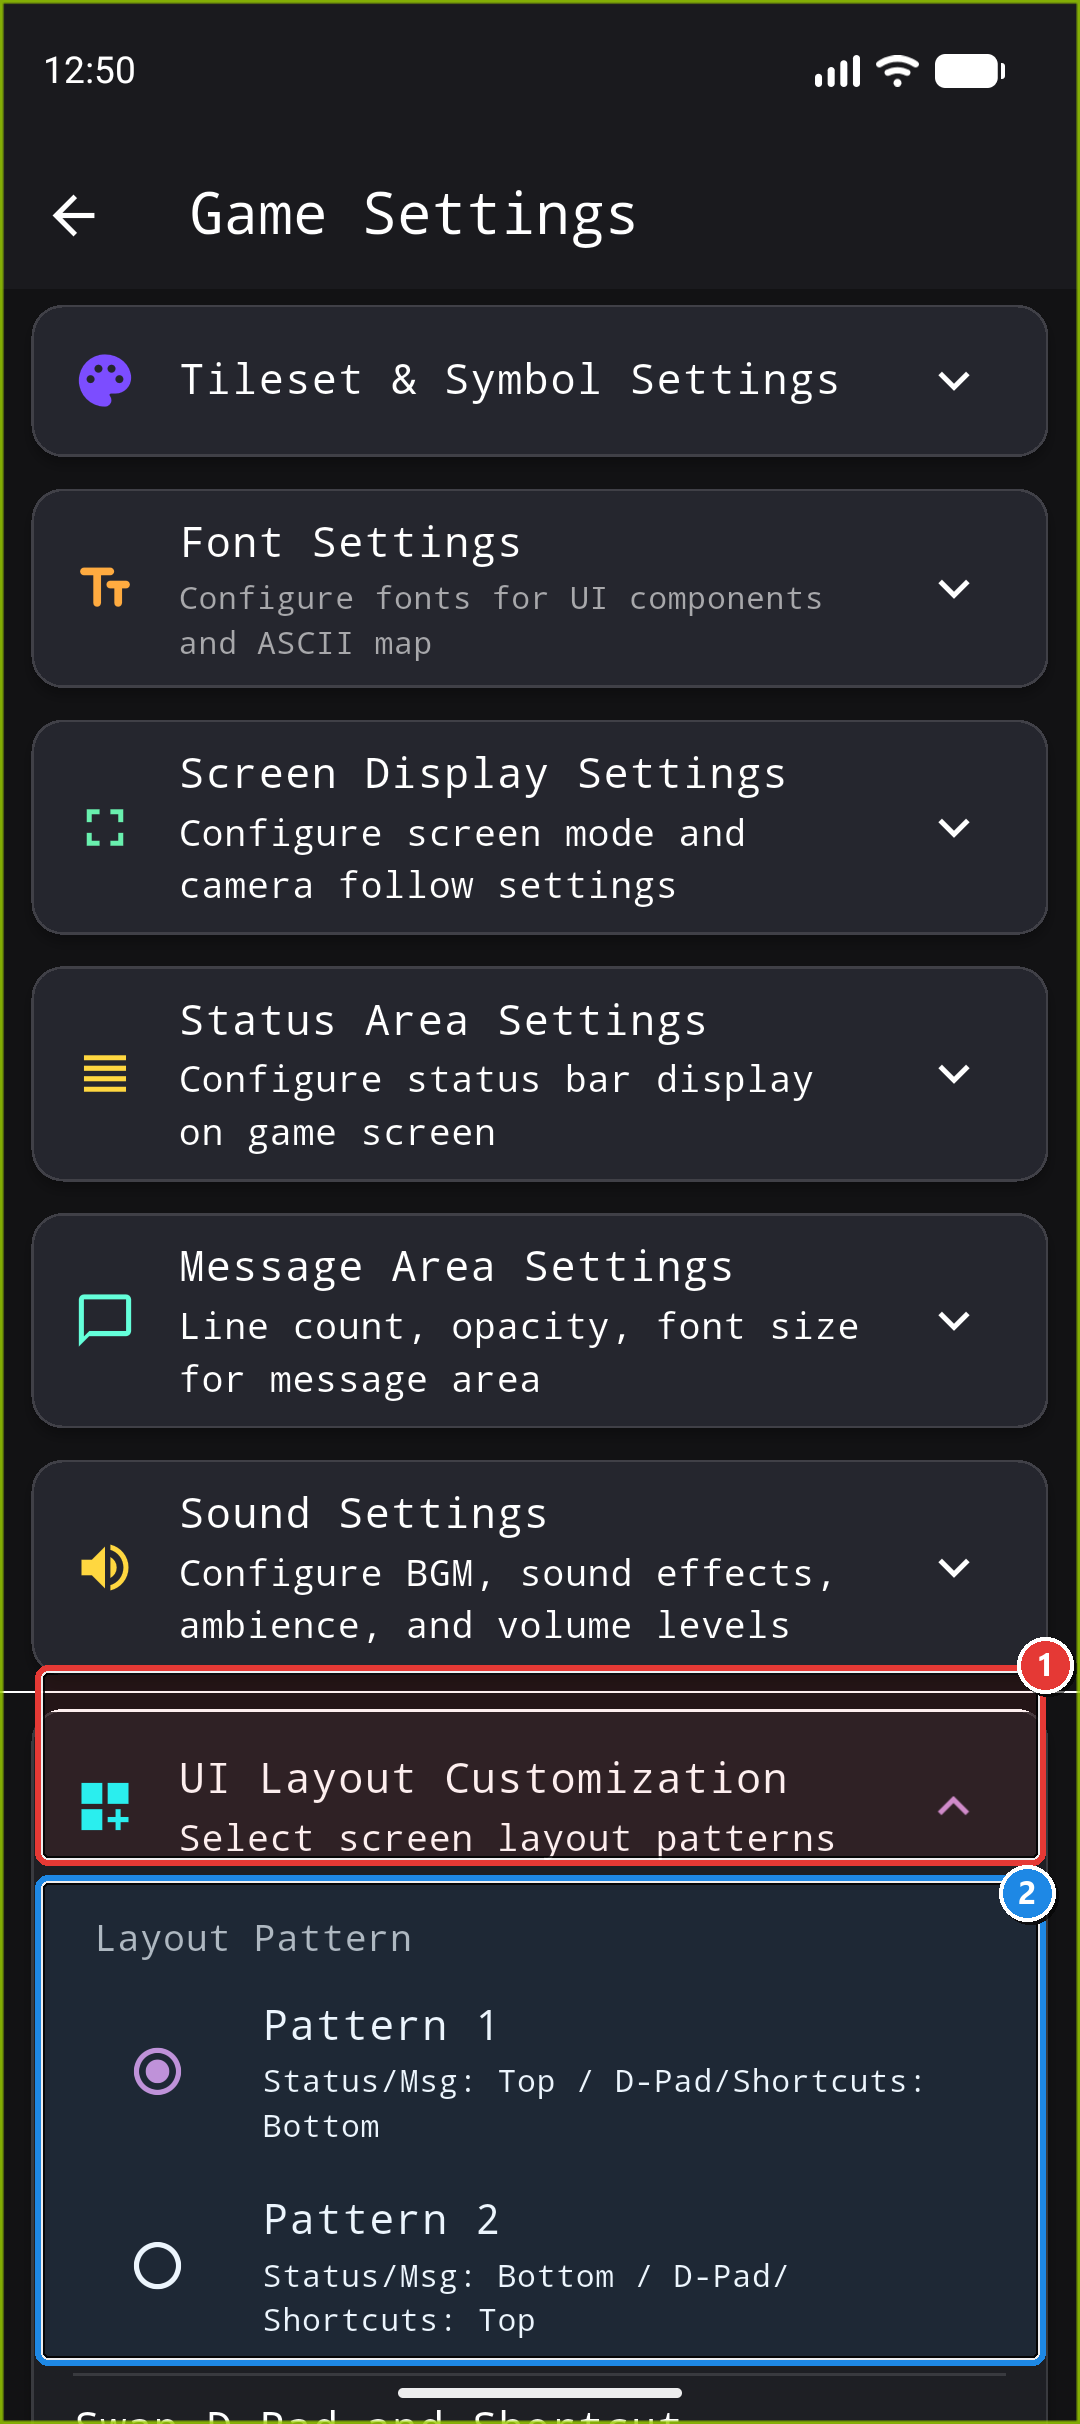 12:50
Game Settings
Tileset & Symbol Settings
Font Settings
Configure fonts for UI components
and ASCII map
Screen Display Settings
Configure screen mode and
camera follow settings
Status Area Settings
Configure status bar display
on game screen
Message Area Settings
Line count, opacity, font size
for message area
Sound Settings
Configure BGM, sound effects,
ambience, and volume levels
1
UI Layout Customization
Select screen layout patterns
2
Layout Pattern
Pattern 1
Status/Msg: Top / D-Pad/Shortcuts:
Bottom
Pattern 2
Status/Msg: Bottom / D-Pad/
Shortcuts: Top
Swap D-Pad and Shortcut